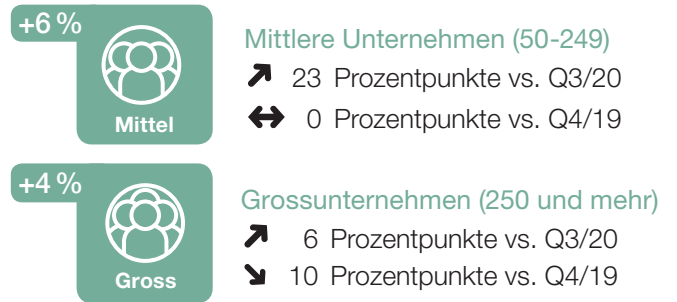 +6 %
Mittel
Mittlere Unternehmen (50-249)
23 Prozentpunkte vs. Q3/20
0 Prozentpunkte vs. Q4/19
+4 %
Gross
Grossunternehmen (250 und mehr)
6 Prozentpunkte vs. Q3/20
10 Prozentpunkte vs. Q4/19